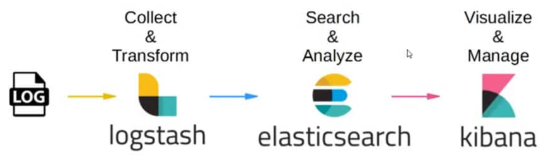 Collect
&
Transform
Search
&
Analyze
Visualize
&
Manage
LOG
logstash
elasticsearch
kibana